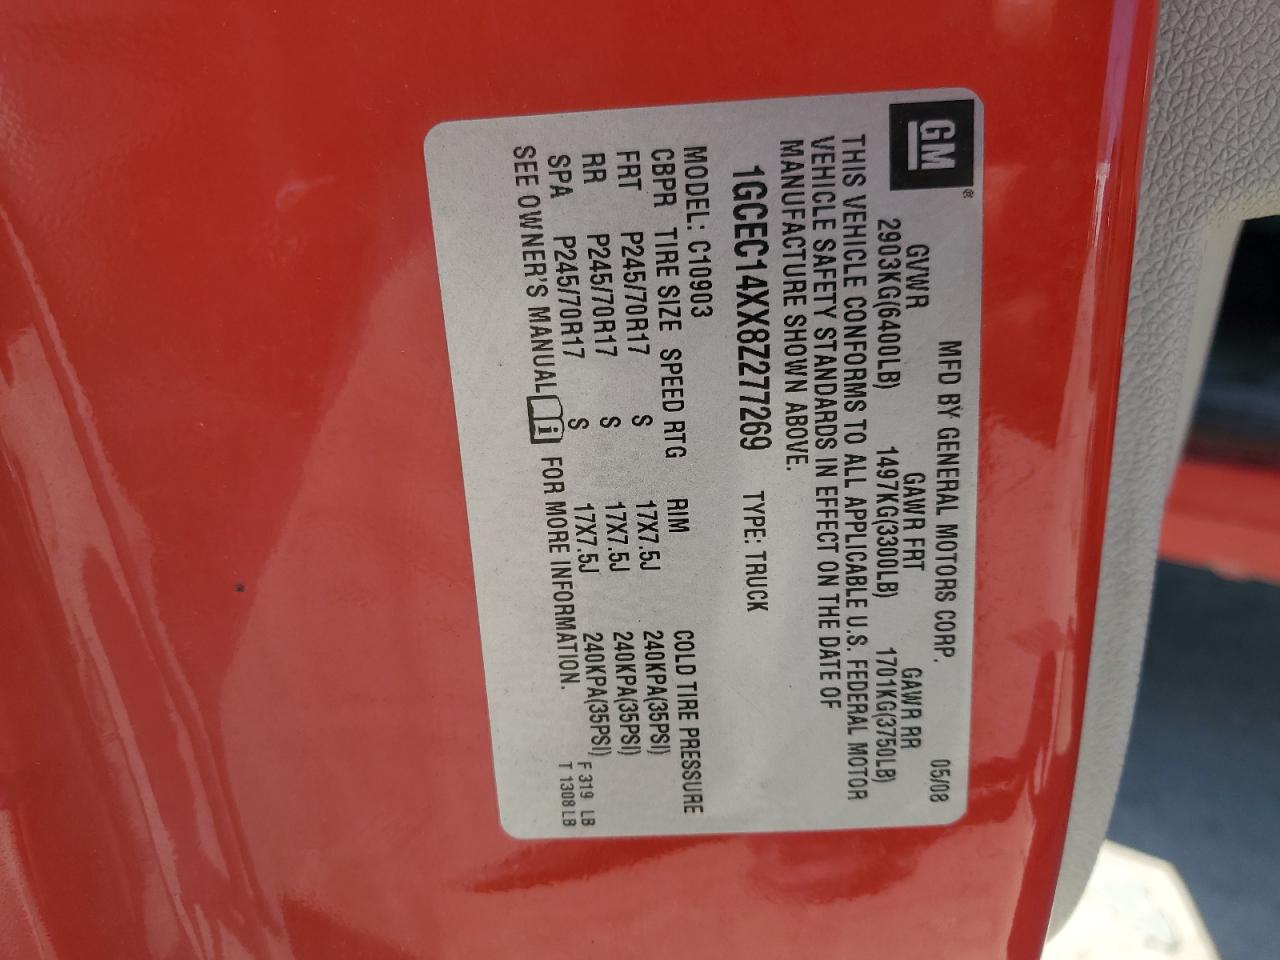 GM ®
MFD BY GENERAL MOTORS CORP. 05/08
GVWR GAWR FRT GAWR RR
2903KG(6400LB) 1497KG(3300LB) 1701KG(3750LB)
THIS VEHICLE CONFORMS TO ALL APPLICABLE U.S. FEDERAL MOTOR
VEHICLE SAFETY STANDARDS IN EFFECT ON THE DATE OF
MANUFACTURE SHOWN ABOVE.
1GCEC14XX8Z277269 TYPE: TRUCK
MODEL: C10903
CBPR TIRE SIZE SPEED RTG RIM COLD TIRE PRESSURE
FRT P245/70R17 S 17X7.5J 240KPA(35PSI)
RR P245/70R17 S 17X7.5J 240KPA(35PSI)
SPA P245/70R17 S 17X7.5J 240KPA(35PSI) F 319 LB
SEE OWNER'S MANUAL i FOR MORE INFORMATION. T 1308 LB